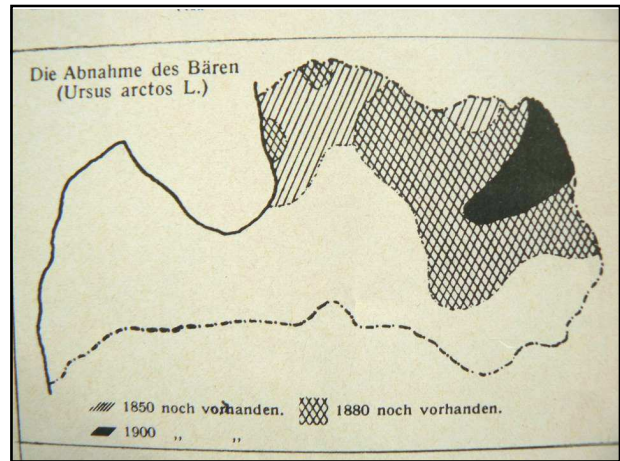 Die Abnahme des Bären
(Ursus arctos L.)
1850 noch vorhanden.
1880 noch vorhanden.
1900 „ „